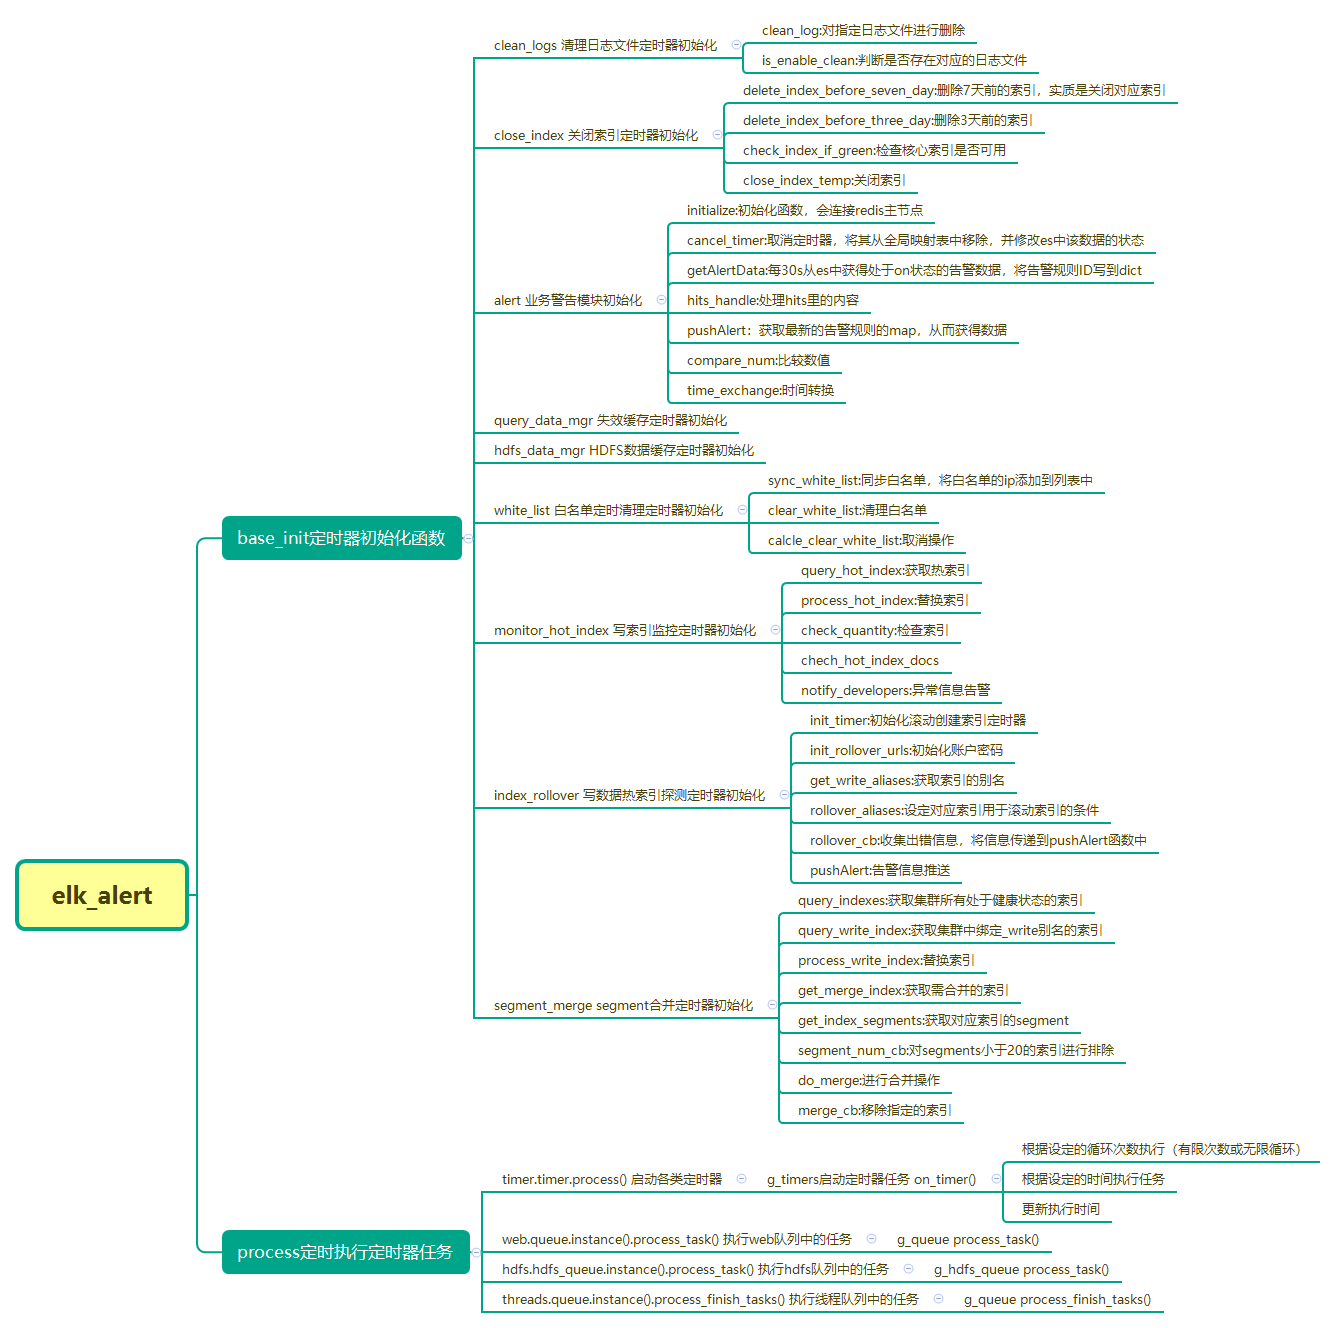 elk_alert
base_init定时器初始化函数
clean_logs 清理日志文件定时器初始化
clean_log:对指定日志文件进行删除
is_enable_clean:判断是否存在对应的日志文件
close_index 关闭索引定时器初始化
delete_index_before_seven_day:删除7天前的索引，实质是关闭对应索引
delete_index_before_three_day:删除3天前的索引
check_index_if_green:检查核心索引是否可用
close_index_temp:关闭索引
alert 业务警告模块初始化
initialize:初始化函数，会连接redis主节点
cancel_timer:取消定时器，将其从全局映射表中移除，并修改es中该数据的状态
getAlertData:每30s从es中获得处于on状态的告警数据，将告警规则ID写到dict
hits_handle:处理hits里的内容
pushAlert：获取最新的告警规则的map，从而获得数据
compare_num:比较数值
time_exchange:时间转换
query_data_mgr 失效缓存定时器初始化
hdfs_data_mgr HDFS数据缓存定时器初始化
white_list 白名单定时清理定时器初始化
sync_white_list:同步白名单，将白名单的ip添加到列表中
clear_white_list:清理白名单
calcle_clear_white_list:取消操作
monitor_hot_index 写索引监控定时器初始化
query_hot_index:获取热索引
process_hot_index:替换索引
check_quantity:检查索引
chech_hot_index_docs
notify_developers:异常信息告警
index_rollover 写数据热索引探测定时器初始化
init_timer:初始化滚动创建索引定时器
init_rollover_urls:初始化账户密码
get_write_aliases:获取索引的别名
rollover_aliases:设定对应索引用于滚动索引的条件
rollover_cb:收集出错信息，将信息传递到pushAlert函数中
pushAlert:告警信息推送
segment_merge segment合并定时器初始化
query_indexes:获取集群所有处于健康状态的索引
query_write_index:获取集群中绑定_write别名的索引
process_write_index:替换索引
get_merge_index:获取需合并的索引
get_index_segments:获取对应索引的segment
segment_num_cb:对segments小于20的索引进行排除
do_merge:进行合并操作
merge_cb:移除指定的索引
process定时执行定时器任务
timer.timer.process() 启动各类定时器
g_timers启动定时器任务 on_timer()
根据设定的循环次数执行（有限次数或无限循环）
根据设定的时间执行任务
更新执行时间
web.queue.instance().process_task() 执行web队列中的任务
g_queue process_task()
hdfs.hdfs_queue.instance().process_task() 执行hdfs队列中的任务
g_hdfs_queue process_task()
threads.queue.instance().process_finish_tasks() 执行线程队列中的任务
g_queue process_finish_tasks()